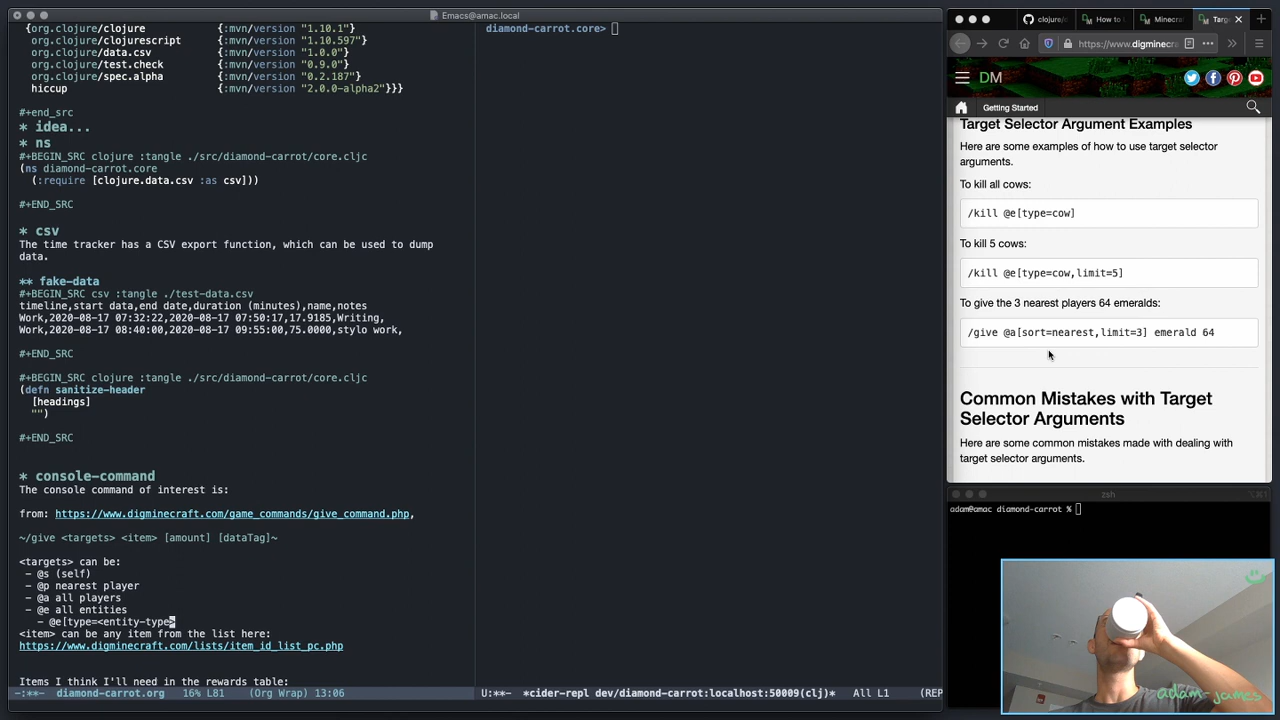 Emacs@amac.local
{org.clojure/clojure {:mvn/version "1.10.1"}
org.clojure/clojurescript {:mvn/version "1.10.597"}
org.clojure/data.csv {:mvn/version "1.0.0"}
org.clojure/test.check {:mvn/version "0.9.0"}
org.clojure/spec.alpha {:mvn/version "0.2.187"}
hiccup {:mvn/version "2.0.0-alpha2"}}}
#+end_src
* idea...
* ns
#+BEGIN_SRC clojure :tangle ./src/diamond-carrot/core.cljc
(ns diamond-carrot.core
(:require [clojure.data.csv :as csv]))
#+END_SRC
* csv
The time tracker has a CSV export function, which can be used to dump
data.
** fake-data
#+BEGIN_SRC csv :tangle ./test-data.csv
timeline,start data,end date,duration (minutes),name,notes
Work,2020-08-17 07:32:22,2020-08-17 07:50:17,17.9185,Writing,
Work,2020-08-17 08:40:00,2020-08-17 09:55:00,75.0000,stylo work,
#+END_SRC
#+BEGIN_SRC clojure :tangle ./src/diamond-carrot/core.cljc
(defn sanitize-header
[headings]
"")
#+END_SRC
* console-command
The console command of interest is:
from: https://www.digminecraft.com/game_commands/give_command.php,
~/give <targets> <item> [amount] [dataTag]~
<targets> can be:
- @s (self)
- @p nearest player
- @a all players
- @e all entities
- @e[type=<entity-type>
<item> can be any item from the list here:
https://www.digminecraft.com/lists/item_id_list_pc.php
Items I think I'll need in the rewards table:
-:**- diamond-carrot.org 16% L81 (Org Wrap) 13:06
diamond-carrot.core>
U:**- *cider-repl dev/diamond-carrot:localhost:50009(clj)* All L1 (REP
clojure/ How to Minecra Targe
https://www.digminecra
DM
Getting Started
Target Selector Argument Examples
Here are some examples of how to use target selector
arguments.
To kill all cows:
/kill @e[type=cow]
To kill 5 cows:
/kill @e[type=cow,limit=5]
To give the 3 nearest players 64 emeralds:
/give @a[sort=nearest,limit=3] emerald 64
Common Mistakes with Target
Selector Arguments
Here are some common mistakes made with dealing with
target selector arguments.
zsh
adam@amac diamond-carrot %
adam-james